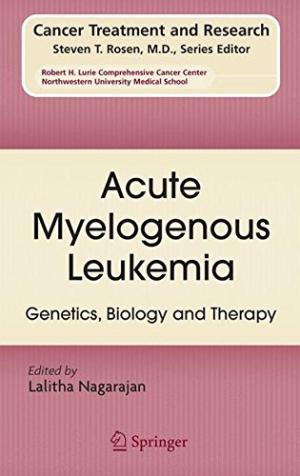 Cancer Treatment and Research
Steven T. Rosen, M.D., Series Editor
Robert H. Lurie Comprehensive Cancer Center
Northwestern University Medical School
Acute
Myelogenous
Leukemia
Genetics, Biology and Therapy
Edited by
Lalitha Nagarajan
Springer